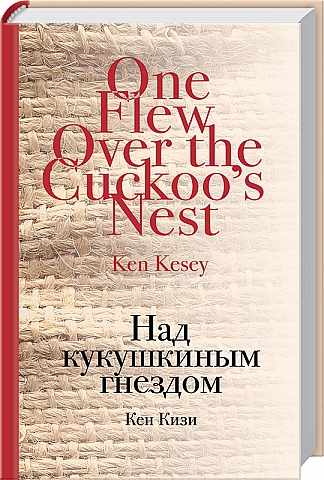 One
Flew
Over the
Cuckoo's
Nest
Ken Kesey
Над
кукушкиным
гнездом
Кен Кизи